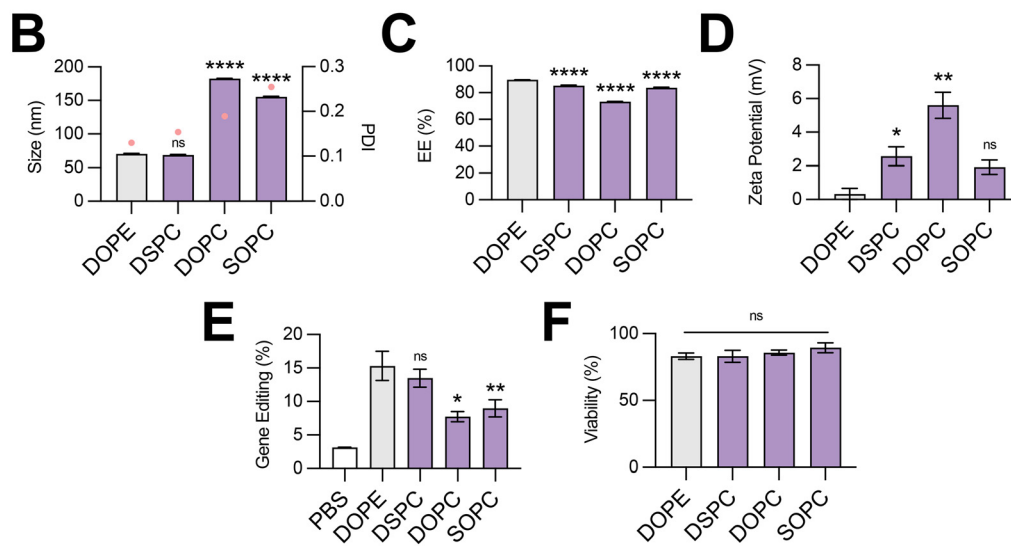 B
Size (nm)
200
150
100
50
0
0.3
0.2
0.1
0.0
PDI
ns
****
****
DOPE
DSPC
DOPC
SOPC
C
EE (%)
100
80
60
40
20
0
****
****
****
DOPE
DSPC
DOPC
SOPC
D
Zeta Potential (mV)
8
6
4
2
0
*
**
ns
DOPE
DSPC
DOPC
SOPC
E
Gene Editing (%)
20
15
10
5
0
ns
*
**
PBS
DOPE
DSPC
DOPC
SOPC
F
Viability (%)
100
50
0
ns
DOPE
DSPC
DOPC
SOPC